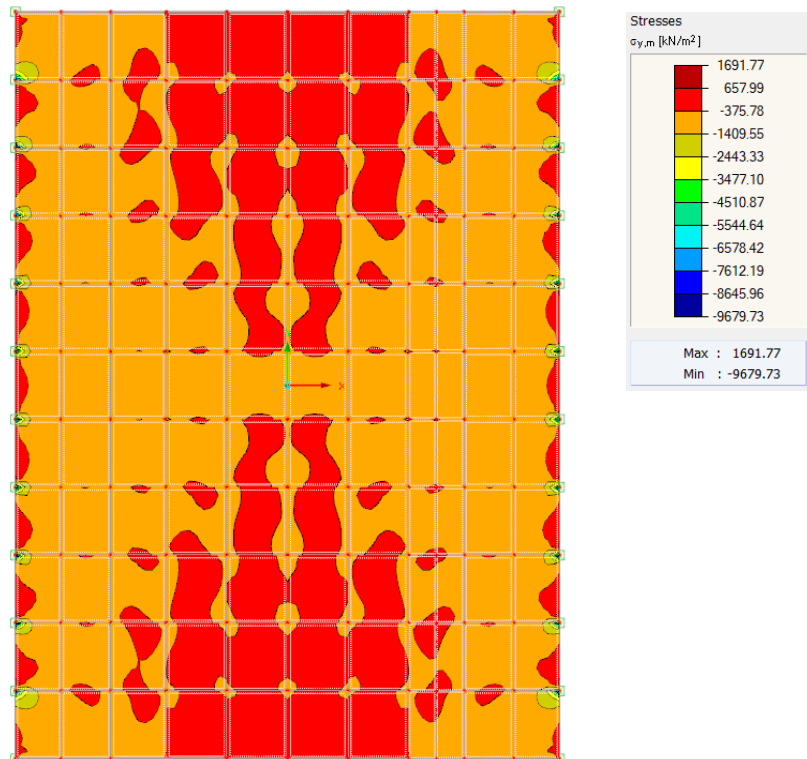 Stresses
σy,m [kN/m²]
1691.77
657.99
-375.78
-1409.55
-2443.33
-3477.10
-4510.87
-5544.64
-6578.42
-7612.19
-8645.96
-9679.73
Max : 1691.77
Min : -9679.73
x